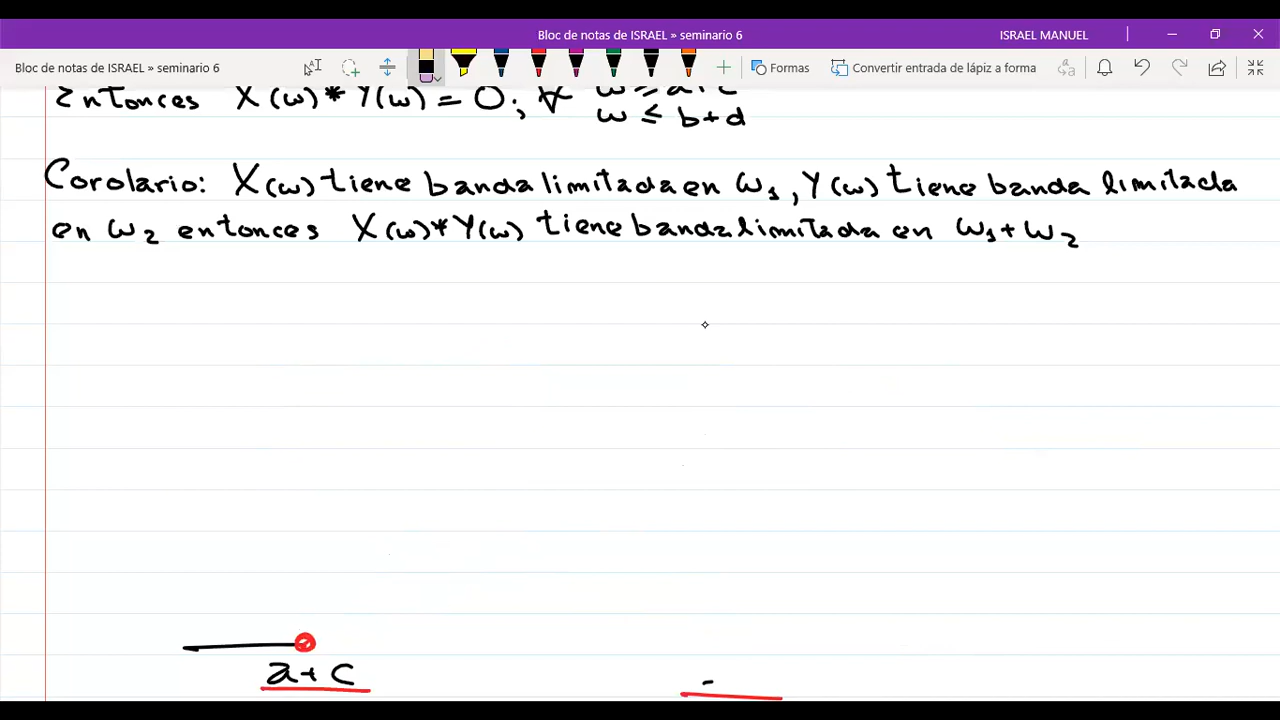 Bloc de notas de ISRAEL » seminario 6
ISRAEL MANUEL
Bloc de notas de ISRAEL » seminario 6
Formas
Convertir entrada de lápiz a forma
Entonces X(ω) * Y(ω) = 0 ; ∀ ω ≥ a+c
ω ≤ b+d
Corolario: X(ω) tiene banda limitada en ω1, Y(ω) tiene banda limitada
en ω2 entonces X(ω)*Y(ω) tiene banda limitada en ω1+ω2
a+c